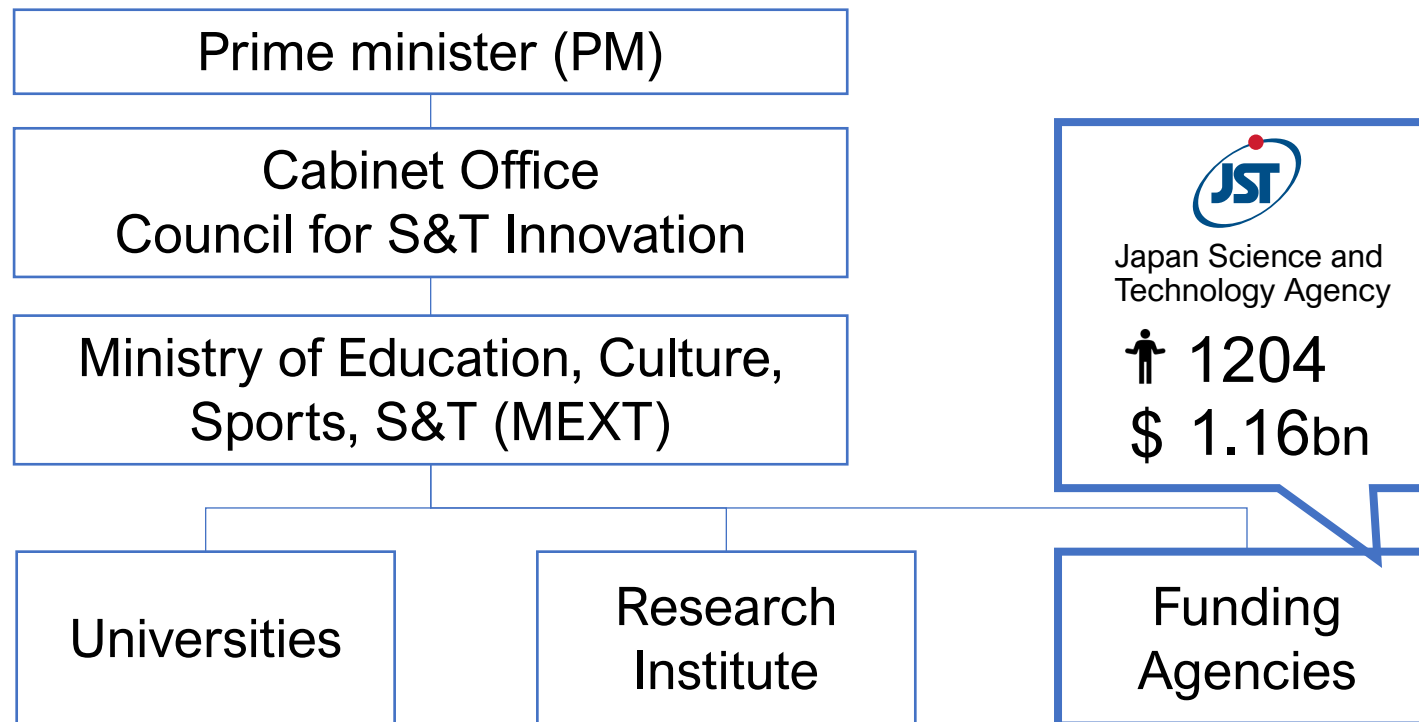 Prime minister (PM)
Cabinet Office
Council for S&T Innovation
Ministry of Education, Culture,
Sports, S&T (MEXT)
JST
Japan Science and
Technology Agency
1204
$ 1.16bn
Universities
Research
Institute
Funding
Agencies